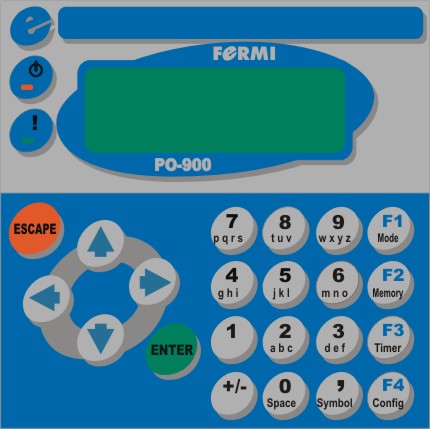 e
FERMI
!
PO-900
ESCAPE
7 8 9 F1
pqrs tuv wxyz Mode
4 5 6 F2
ghi jkl mno Memory
ENTER
1 2 3 F3
abc def Timer
+/- 0 , F4
Space Symbol Config